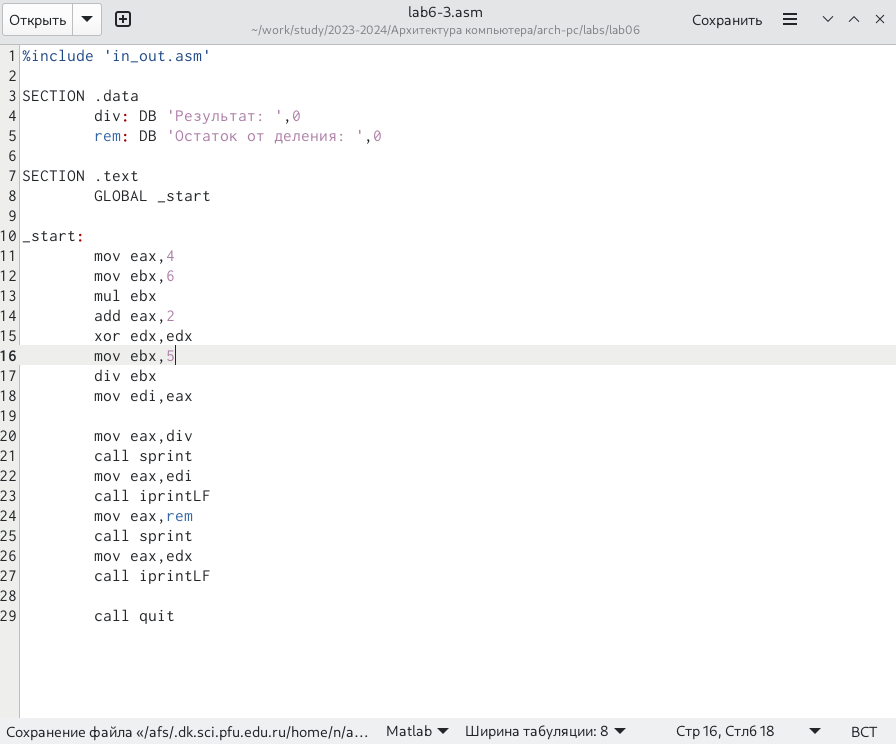 lab6-3.asm
Открыть
~/work/study/2023-2024/Архитектура компьютера/arch-pc/labs/lab06
Сохранить
1 %include 'in_out.asm'
2
3 SECTION .data
4 div: DB 'Результат: ',0
5 rem: DB 'Остаток от деления: ',0
6
7 SECTION .text
8 GLOBAL _start
9
10 _start:
11 mov eax,4
12 mov ebx,6
13 mul ebx
14 add eax,2
15 xor edx,edx
16 mov ebx,5
17 div ebx
18 mov edi,eax
19
20 mov eax,div
21 call sprint
22 mov eax,edi
23 call iprintLF
24 mov eax,rem
25 call sprint
26 mov eax,edx
27 call iprintLF
28
29 call quit
Сохранение файла «/afs/.dk.sci.pfu.edu.ru/home/n/a… Matlab Ширина табуляции: 8 Стр 16, Стлб 18 ВСТ